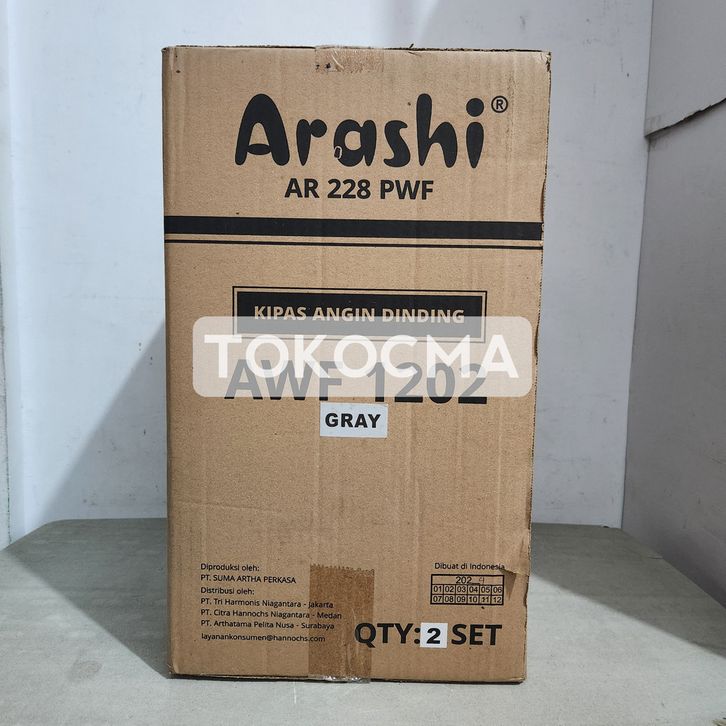 Arashi®
AR 228 PWF
KIPAS ANGIN DINDING
TOKOCMA
AWF 1202
GRAY
Diproduksi oleh:
PT. SUMA ARTHA PERKASA
Distribusi oleh:
PT. Tri Harmonis Niagantara - Jakarta
PT. Citra Hannochs Niagantara - Medan
PT. Arthatama Pelita Nusa - Surabaya
layanankonsumen@hannochs.com
Dibuat di Indonesia
202 4
01 02 03 04 05 06
07 08 09 10 11 12
QTY: 2 SET